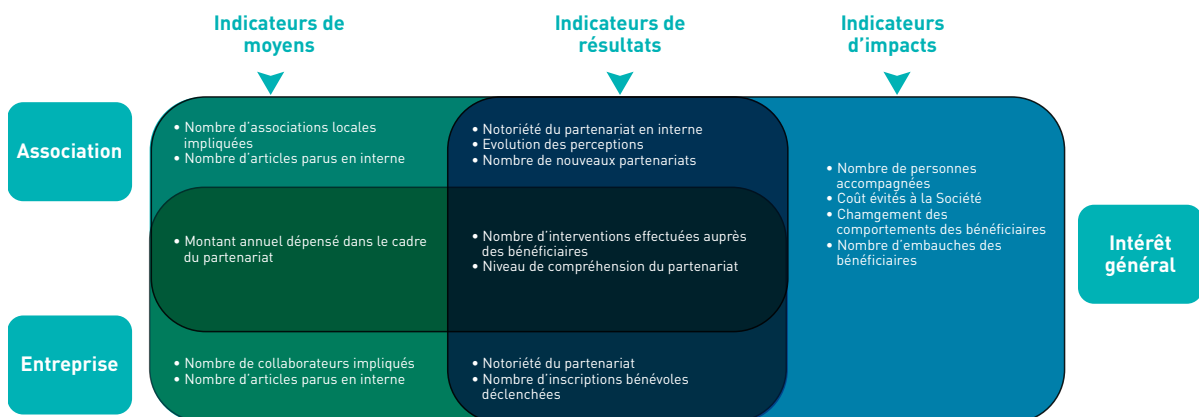 Indicateurs de
moyens
Indicateurs de
résultats
Indicateurs
d'impacts
Association
• Nombre d'associations locales
impliquées
• Nombre d'articles parus en interne
• Notoriété du partenariat en interne
• Evolution des perceptions
• Nombre de nouveaux partenariats
• Nombre de personnes
accompagnées
• Coût évités à la Société
• Chamgement des
comportements des bénéficiaires
• Nombre d'embauches des
bénéficiaires
• Montant annuel dépensé dans le cadre
du partenariat
• Nombre d'interventions effectuées auprès
des bénéficiaires
• Niveau de compréhension du partenariat
Intérêt
général
Entreprise
• Nombre de collaborateurs impliqués
• Nombre d'articles parus en interne
• Notoriété du partenariat
• Nombre d'inscriptions bénévoles
déclenchées